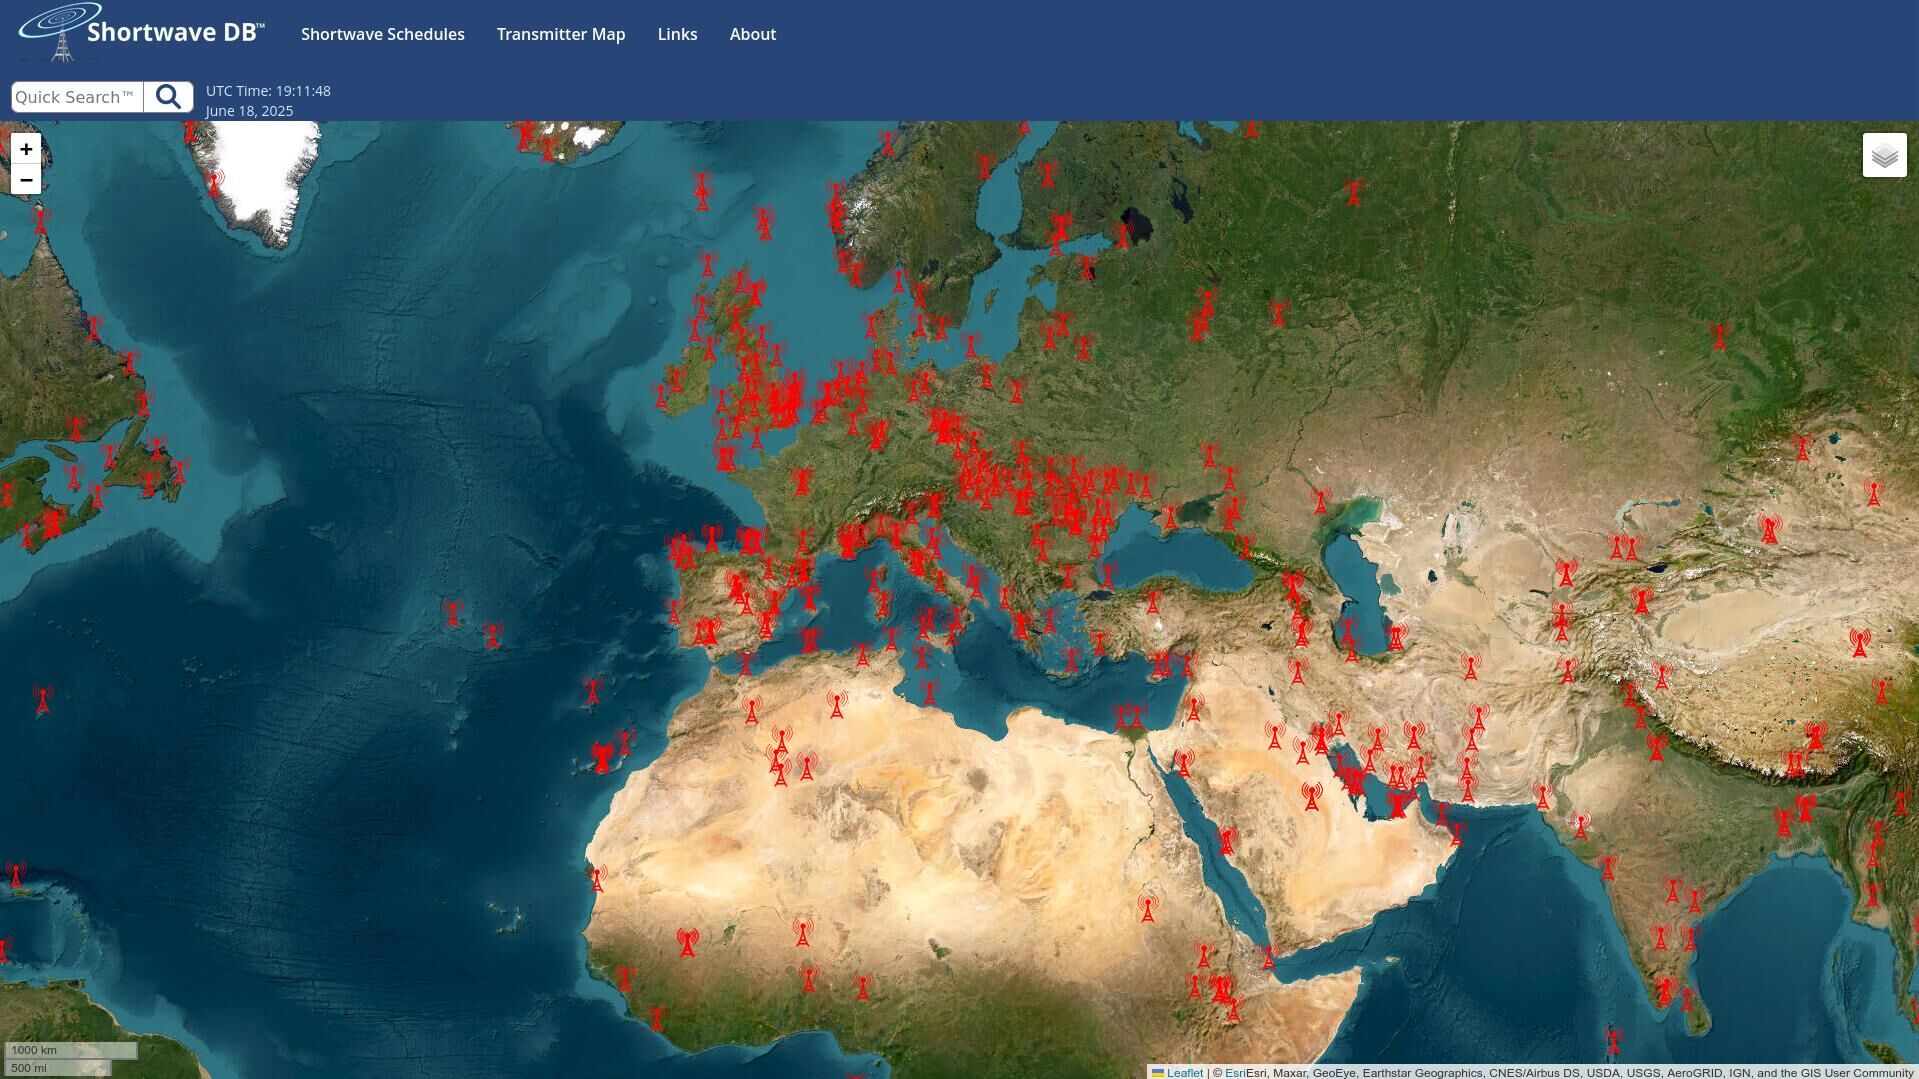 Shortwave DB™
Shortwave Schedules
Transmitter Map
Links
About
Quick Search™
UTC Time: 19:11:48
June 18, 2025
+
−
1000 km
500 mi
Leaflet | © EsriEsri, Maxar, GeoEye, Earthstar Geographics, CNES/Airbus DS, USDA, USGS, AeroGRID, IGN, and the GIS User Community